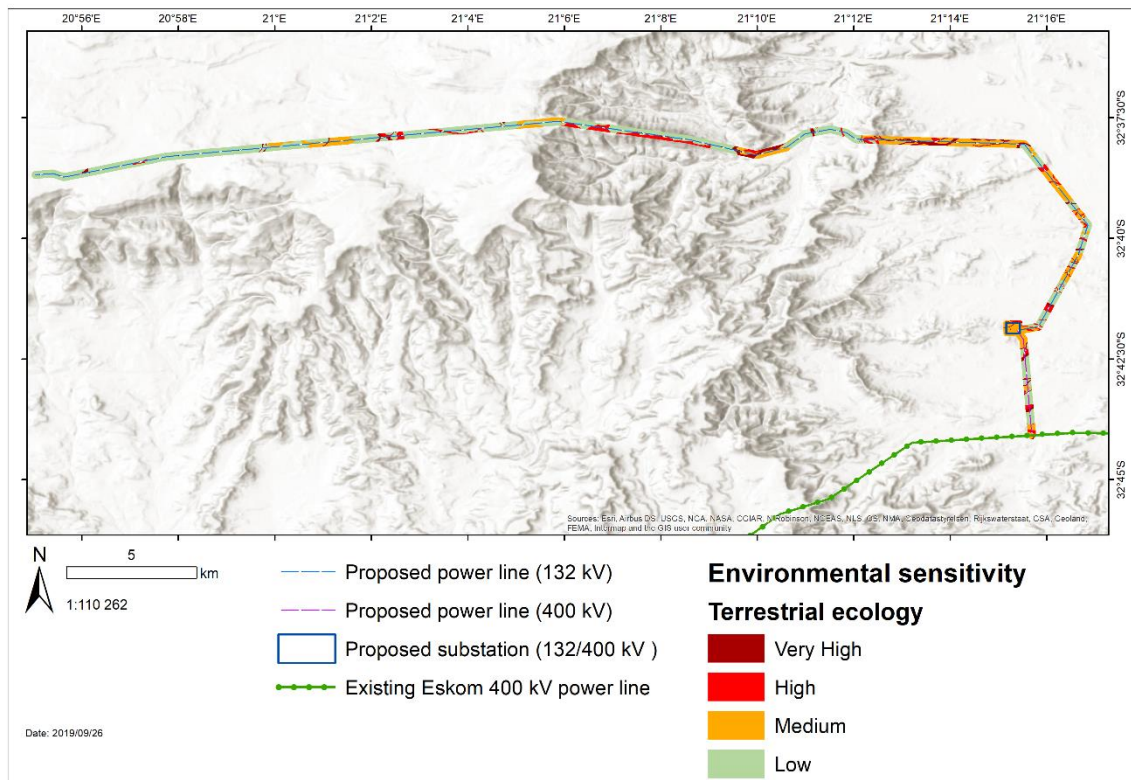 20°56'E 20°58'E 21°E 21°2'E 21°4'E 21°6'E 21°8'E 21°10'E 21°12'E 21°14'E 21°16'E
32°37'30"S
32°40'S
32°42'30"S
32°45'S
Sources: Esri, Airbus DS, USGS, NGA, NASA, CGIAR, N Robinson, NCEAS, NLS, OS, NMA, Geodatastyrelsen, Rijkswaterstaat, GSA, Geoland,
FEMA, Intermap and the GIS user community
N
5
km
1:110 262
Proposed power line (132 kV)
Proposed power line (400 kV)
Proposed substation (132/400 kV )
Existing Eskom 400 kV power line
Date: 2019/09/26
Environmental sensitivity
Terrestrial ecology
Very High
High
Medium
Low